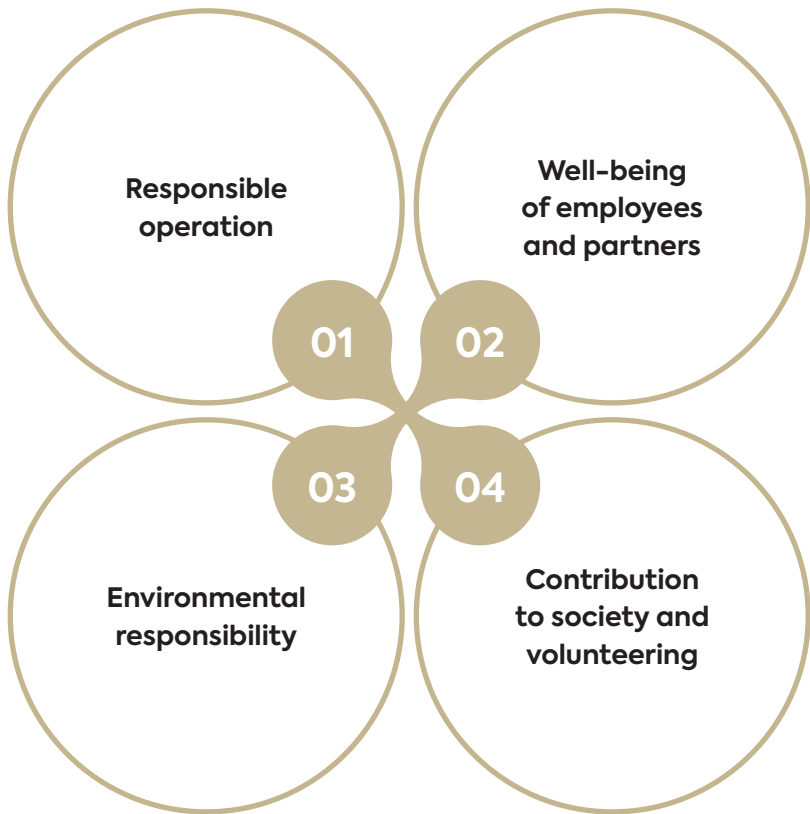 Responsible
operation
01
Well-being
of employees
and partners
02
03
Environmental
responsibility
04
Contribution
to society and
volunteering